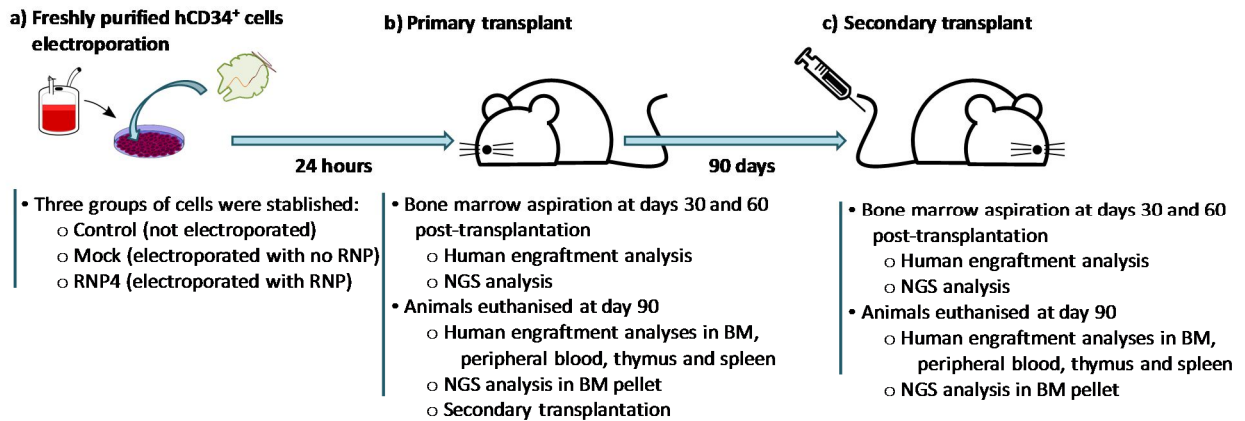 a) Freshly purified hCD34⁺ cells
electroporation
b) Primary transplant
c) Secondary transplant
24 hours
90 days
• Three groups of cells were stablished:
o Control (not electroporated)
o Mock (electroporated with no RNP)
o RNP4 (electroporated with RNP)
• Bone marrow aspiration at days 30 and 60
post-transplantation
o Human engraftment analysis
o NGS analysis
• Animals euthanised at day 90
o Human engraftment analyses in BM,
peripheral blood, thymus and spleen
o NGS analysis in BM pellet
o Secondary transplantation
• Bone marrow aspiration at days 30 and 60
post-transplantation
o Human engraftment analysis
o NGS analysis
• Animals euthanised at day 90
o Human engraftment analyses in BM,
peripheral blood, thymus and spleen
o NGS analysis in BM pellet